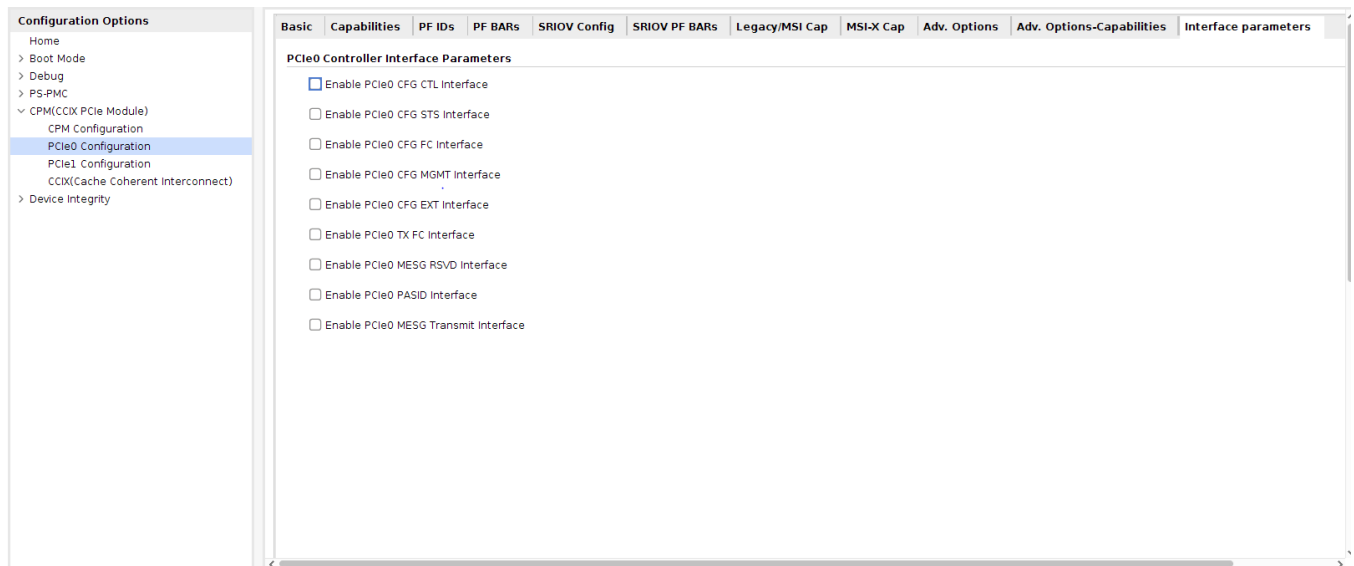 Configuration Options
Home
> Boot Mode
> Debug
> PS-PMC
CPM(CCIX PCIe Module)
CPM Configuration
PCIe0 Configuration
PCIe1 Configuration
CCIX(Cache Coherent Interconnect)
> Device Integrity
Basic Capabilities PF IDs PF BARs SRIOV Config SRIOV PF BARs Legacy/MSI Cap MSI-X Cap Adv. Options Adv. Options-Capabilities Interface parameters
PCIe0 Controller Interface Parameters
Enable PCIe0 CFG CTL Interface
Enable PCIe0 CFG STS Interface
Enable PCIe0 CFG FC Interface
Enable PCIe0 CFG MGMT Interface
Enable PCIe0 CFG EXT Interface
Enable PCIe0 TX FC Interface
Enable PCIe0 MESG RSVD Interface
Enable PCIe0 PASID Interface
Enable PCIe0 MESG Transmit Interface